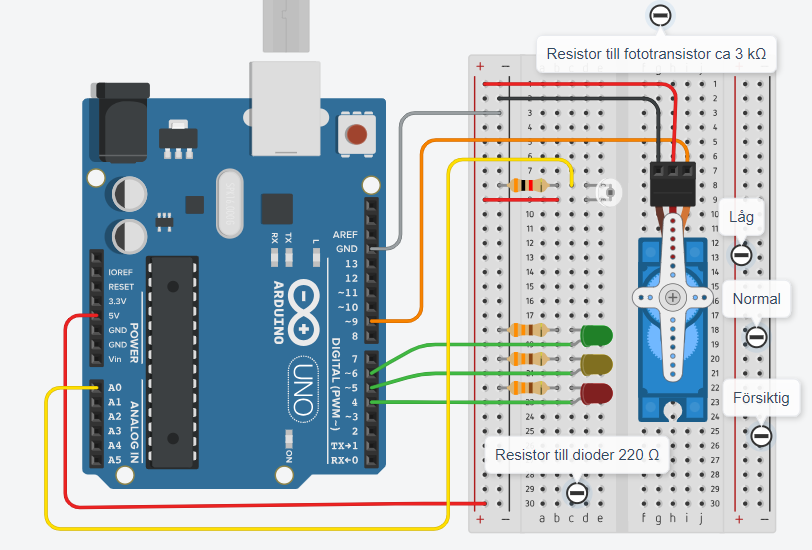 Resistor till fototransistor ca 3 kΩ
Låg
Normal
Försiktig
Resistor till dioder 220 Ω
AREF
GND
13
12
~11
~10
~9
8
7
~6
~5
4
~3
2
TX→1
RX←0
DIGITAL (PWM~)
IOREF
RESET
3.3V
5V
GND
GND
Vin
POWER
A0
A1
A2
A3
A4
A5
ANALOG IN
RX
TX
L
ARDUINO
UNO
ON
+ − + −
a b c d e f g h i j
1
2
3
4
5
6
7
8
9
10
11
12
13
14
15
16
17
18
19
20
21
22
23
24
25
26
27
28
29
30
+ − a b c d e f g h i j + −